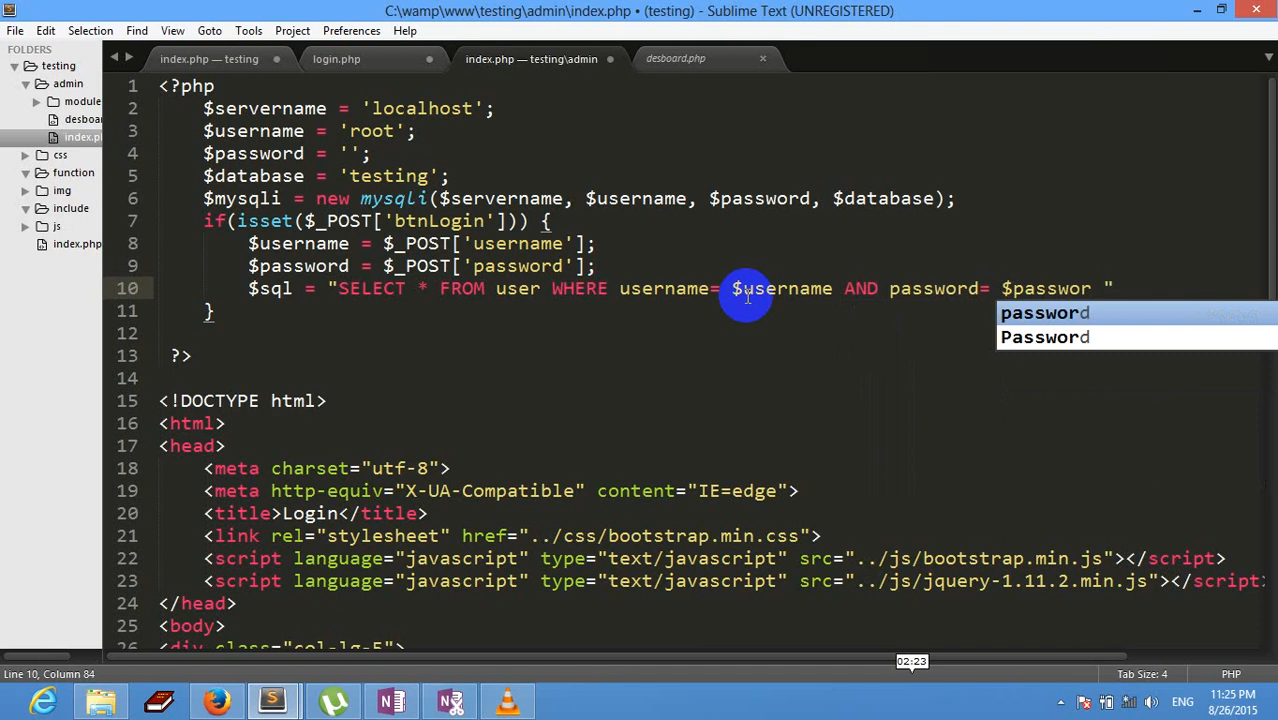 C:\wamp\www\testing\admin\index.php • (testing) - Sublime Text (UNREGISTERED)
File Edit Selection Find View Goto Tools Project Preferences Help
FOLDERS
testing
admin
module
desboa
index.ph
css
function
img
include
js
index.php
index.php — testing
login.php
index.php — testing\admin
desboard.php
1 <?php
2 $servername = 'localhost';
3 $username = 'root';
4 $password = '';
5 $database = 'testing';
6 $mysqli = new mysqli($servername, $username, $password, $database);
7 if(isset($_POST['btnLogin'])) {
8 $username = $_POST['username'];
9 $password = $_POST['password'];
10 $sql = "SELECT * FROM user WHERE username= $username AND password= $passwor "
11 }
12
13 ?>
14
15 <!DOCTYPE html>
16 <html>
17 <head>
18 <meta charset="utf-8">
19 <meta http-equiv="X-UA-Compatible" content="IE=edge">
20 <title>Login</title>
21 <link rel="stylesheet" href="../css/bootstrap.min.css">
22 <script language="javascript" type="text/javascript" src="../js/bootstrap.min.js"></script>
23 <script language="javascript" type="text/javascript" src="../js/jquery-1.11.2.min.js"></script>
24 </head>
25 <body>
26 <div class="col-lg-5">
password
Password
02:23
Line 10, Column 84
Tab Size: 4
PHP
ENG
11:25 PM
8/26/2015